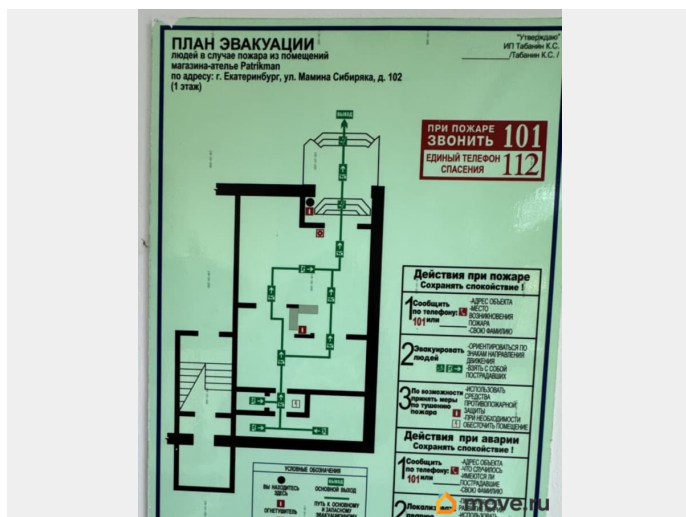 ПЛАН ЭВАКУАЦИИ
людей в случае пожара из помещений
магазина-ателье Patrikman
по адресу: г. Екатеринбург, ул. Мамина Сибиряка, д. 102
(1 этаж)
"Утверждаю"
ИП Табанин К.С.
/Табанин К.С. /
ВЫХОД
ПРИ ПОЖАРЕ
ЗВОНИТЬ 101
ЕДИНЫЙ ТЕЛЕФОН
СПАСЕНИЯ 112
Действия при пожаре
Сохранять спокойствие !
1 Сообщить
по телефону:
101 или
-АДРЕС ОБЪЕКТА
-МЕСТО
ВОЗНИКНОВЕНИЯ
ПОЖАРА
-СВОЮ ФАМИЛИЮ
2 Эвакуировать
людей
-ОРИЕНТИРОВАТЬСЯ ПО
ЗНАКАМ НАПРАВЛЕНИЯ
ДВИЖЕНИЯ
-ВЗЯТЬ С СОБОЙ
ПОСТРАДАВШИХ
3 По возможности
принять меры
по тушению
пожара
-ИСПОЛЬЗОВАТЬ
СРЕДСТВА
ПРОТИВОПОЖАРНОЙ
ЗАЩИТЫ
-ПРИ НЕОБХОДИМОСТИ
ОБЕСТОЧИТЬ ПОМЕЩЕНИЕ
Действия при аварии
Сохранять спокойствие !
1 Сообщить
по телефону:
101 или
-АДРЕС ОБЪЕКТА
-ЧТО СЛУЧИЛОСЬ
-ИМЕЮТСЯ ЛИ
ПОСТРАДАВШИЕ
-СВОЮ ФАМИЛИЮ
2
УСЛОВНЫЕ ОБОЗНАЧЕНИЯ
ВЫ НАХОДИТЕСЬ
ЗДЕСЬ
ОГНЕТУШИТЕЛЬ
ВЫХОД
ОСНОВНОЙ ВЫХОД
ПУТЬ К ОСНОВНОМУ
move.ru